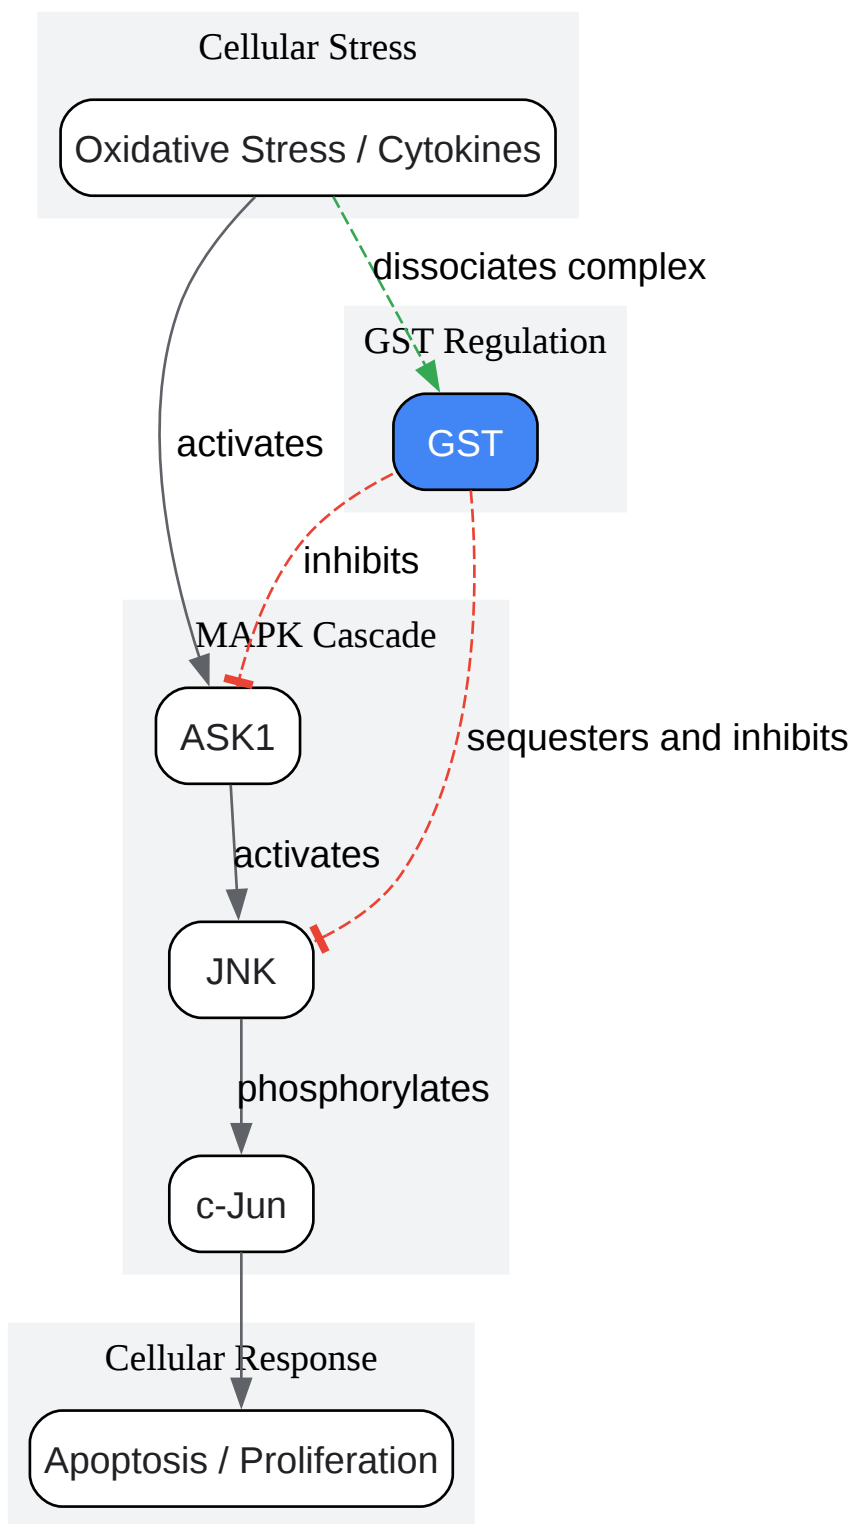 Cellular Stress
Oxidative Stress / Cytokines
dissociates complex
GST Regulation
GST
activates
inhibits
MAPK Cascade
ASK1
sequesters and inhibits
activates
JNK
phosphorylates
c-Jun
Cellular Response
Apoptosis / Proliferation